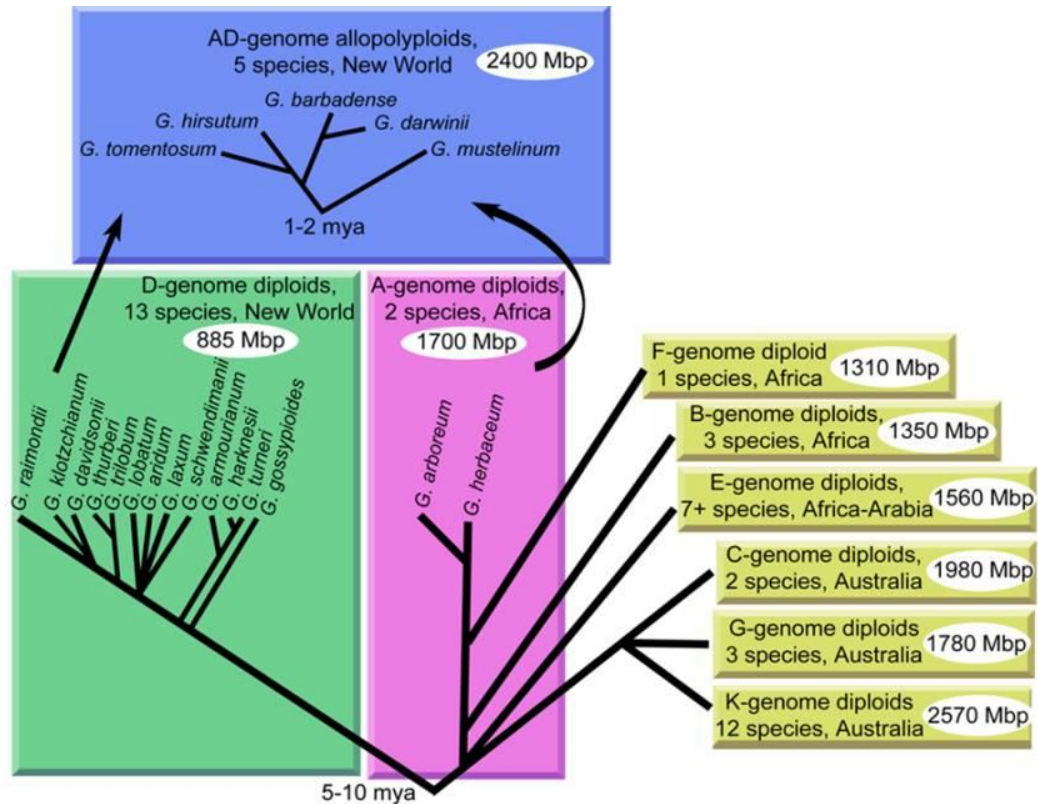 AD-genome allopolyploids,
5 species, New World
2400 Mbp
G. barbadense
G. hirsutum
G. darwinii
G. tomentosum
G. mustelinum
1-2 mya
D-genome diploids,
13 species, New World
885 Mbp
A-genome diploids,
2 species, Africa
1700 Mbp
F-genome diploid
1 species, Africa
1310 Mbp
B-genome diploids,
3 species, Africa
1350 Mbp
E-genome diploids,
7+ species, Africa-Arabia
1560 Mbp
C-genome diploids,
2 species, Australia
1980 Mbp
G-genome diploids
3 species, Australia
1780 Mbp
K-genome diploids
12 species, Australia
2570 Mbp
G. raimondii
G. klotzchianum
G. davidsonii
G. thurberi
G. trilobum
G. lobatum
G. aridum
G. laxum
G. schwendimanii
G. armourianum
G. harknesii
G. turneri
G. gossypioides
G. arboreum
G. herbaceum
5-10 mya